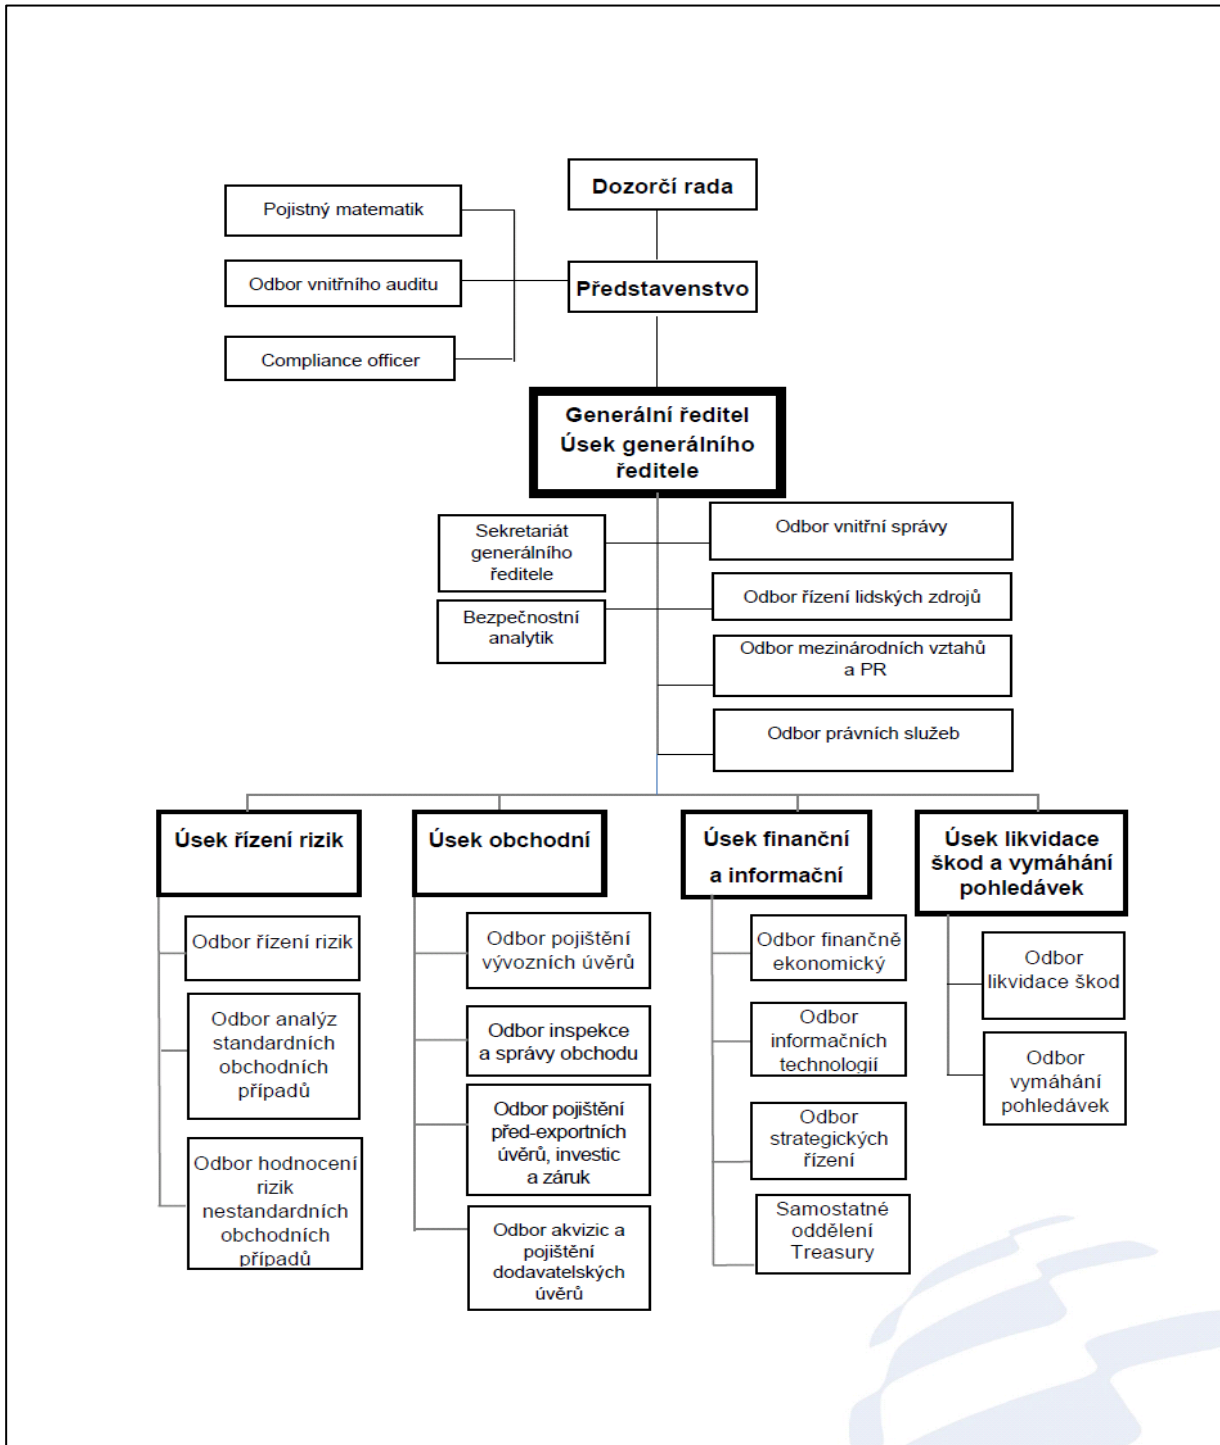 Dozorčí rada
Pojistný matematik
Odbor vnitřního auditu
Představenstvo
Compliance officer
Generální ředitel
Úsek generálního
ředitele
Sekretariát
generálního
ředitele
Odbor vnitřní správy
Bezpečnostní
analytik
Odbor řízení lidských zdrojů
Odbor mezinárodních vztahů
a PR
Odbor právních služeb
Úsek řízení rizik
Odbor řízení rizik
Odbor analýz
standardních
obchodních
případů
Odbor hodnocení
rizik
nestandardních
obchodních
případů
Úsek obchodní
Odbor pojištění
vývozních úvěrů
Odbor inspekce
a správy obchodu
Odbor pojištění
před-exportních
úvěrů, investic
a záruk
Odbor akvizic a
pojištění
dodavatelských
úvěrů
Úsek finanční
a informační
Odbor finančně
ekonomický
Odbor
informačních
technologií
Odbor
strategických
řízení
Samostatné
oddělení
Treasury
Úsek likvidace
škod a vymáhání
pohledávek
Odbor
likvidace škod
Odbor
vymáhání
pohledávek